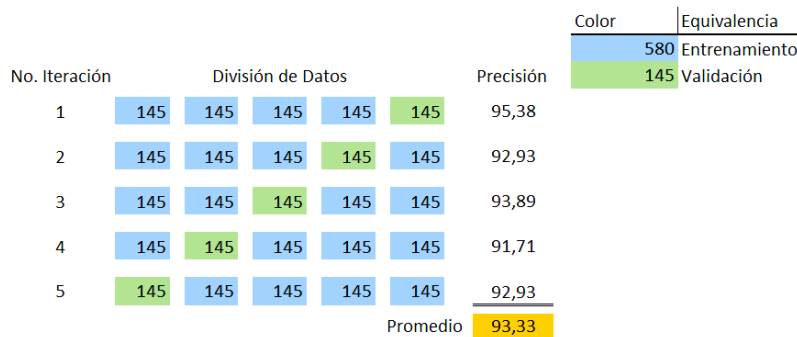 Color Equivalencia
580 Entrenamiento
145 Validación
No. Iteración División de Datos Precisión
1 145 145 145 145 145 95,38
2 145 145 145 145 145 92,93
3 145 145 145 145 145 93,89
4 145 145 145 145 145 91,71
5 145 145 145 145 145 92,93
Promedio 93,33